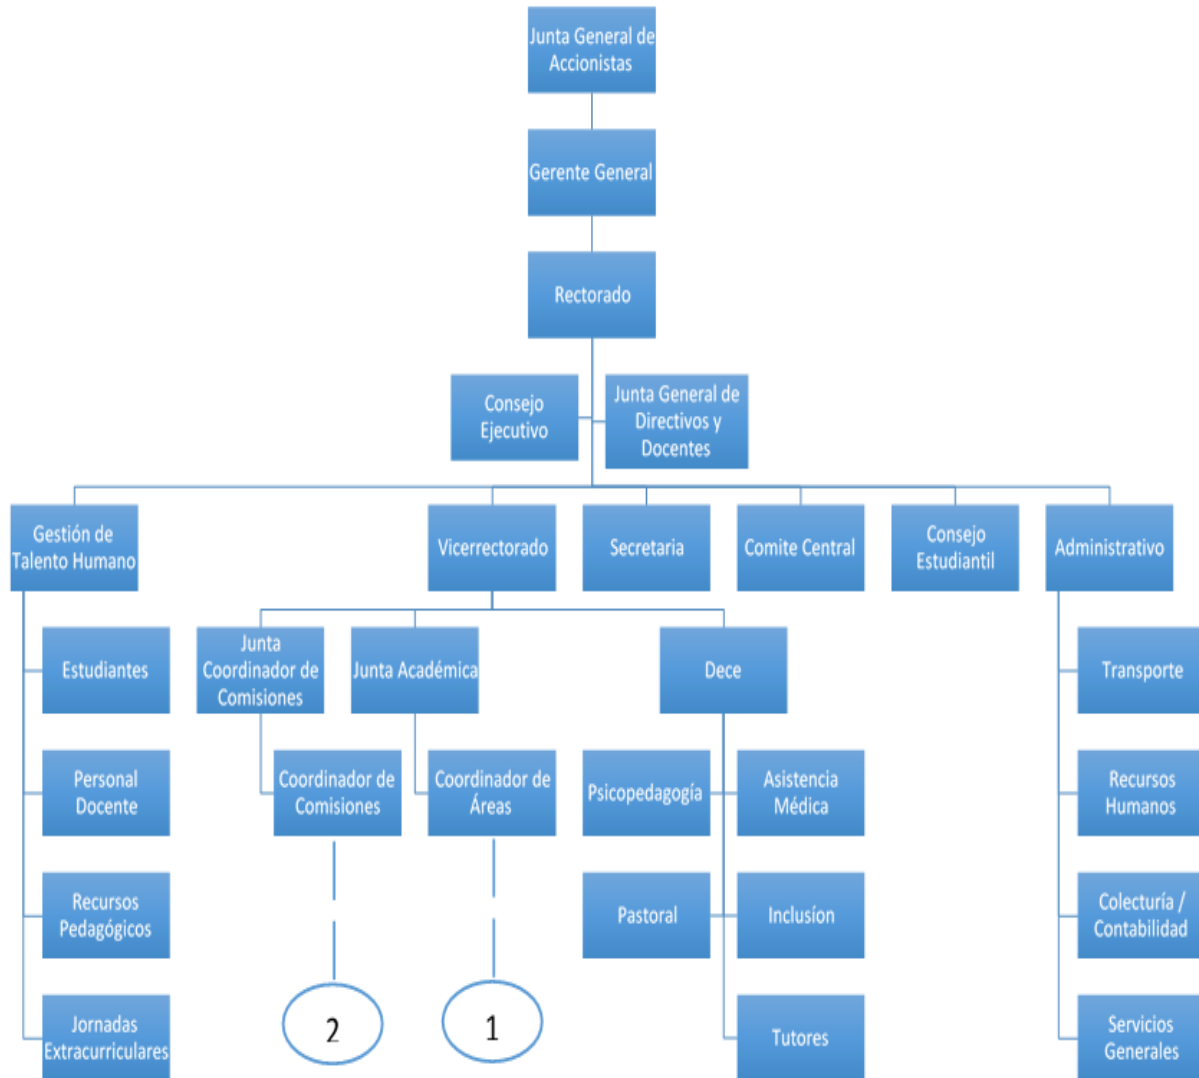 Junta General de
Accionistas
Gerente General
Rectorado
Consejo
Ejecutivo
Junta General de
Directivos y
Docentes
Gestión de
Talento Humano
Vicerrectorado
Secretaria
Comite Central
Consejo
Estudiantil
Administrativo
Estudiantes
Junta
Coordinador de
Comisiones
Junta Académica
Dece
Transporte
Personal
Docente
Coordinador de
Comisiones
Coordinador de
Áreas
Psicopedagogía
Asistencia
Médica
Recursos
Humanos
Recursos
Pedagógicos
Pastoral
Inclusíon
Colecturía /
Contabilidad
Jornadas
Extracurriculares
2
1
Tutores
Servicios
Generales